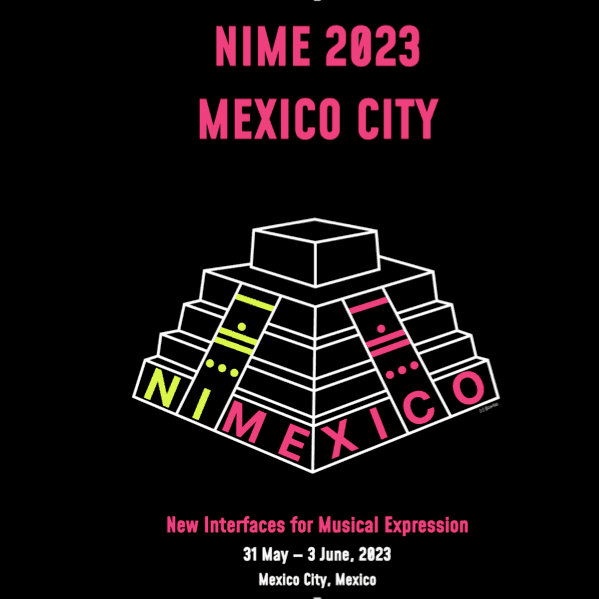 NIME 2023
MEXICO CITY
NIMEXICO
New Interfaces for Musical Expression
31 May – 3 June, 2023
Mexico City, Mexico